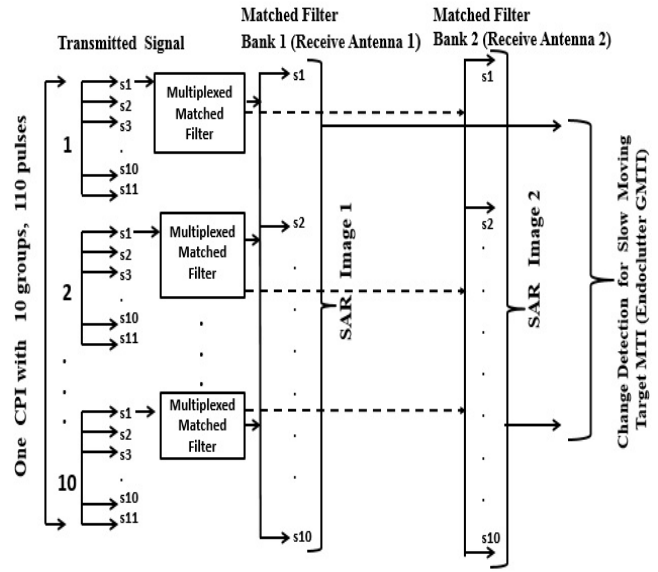 Matched Filter
Bank 1 (Receive Antenna 1)
Matched Filter
Bank 2 (Receive Antenna 2)
Transmitted Signal
One CPI with 10 groups, 110 pulses
1
s1
s2
s3
.
s10
s11
2
s1
s2
s3
.
s10
s11
.
.
.
10
s1
s2
s3
.
s10
s11
Multiplexed
Matched
Filter
Multiplexed
Matched
Filter
.
.
.
Multiplexed
Matched
Filter
s1
s2
.
.
.
.
.
.
s10
SAR Image 1
s1
s2
.
.
.
.
.
.
s10
SAR Image 2
Change Detection for Slow Moving
Target MTI (Endoclutter GMTI)